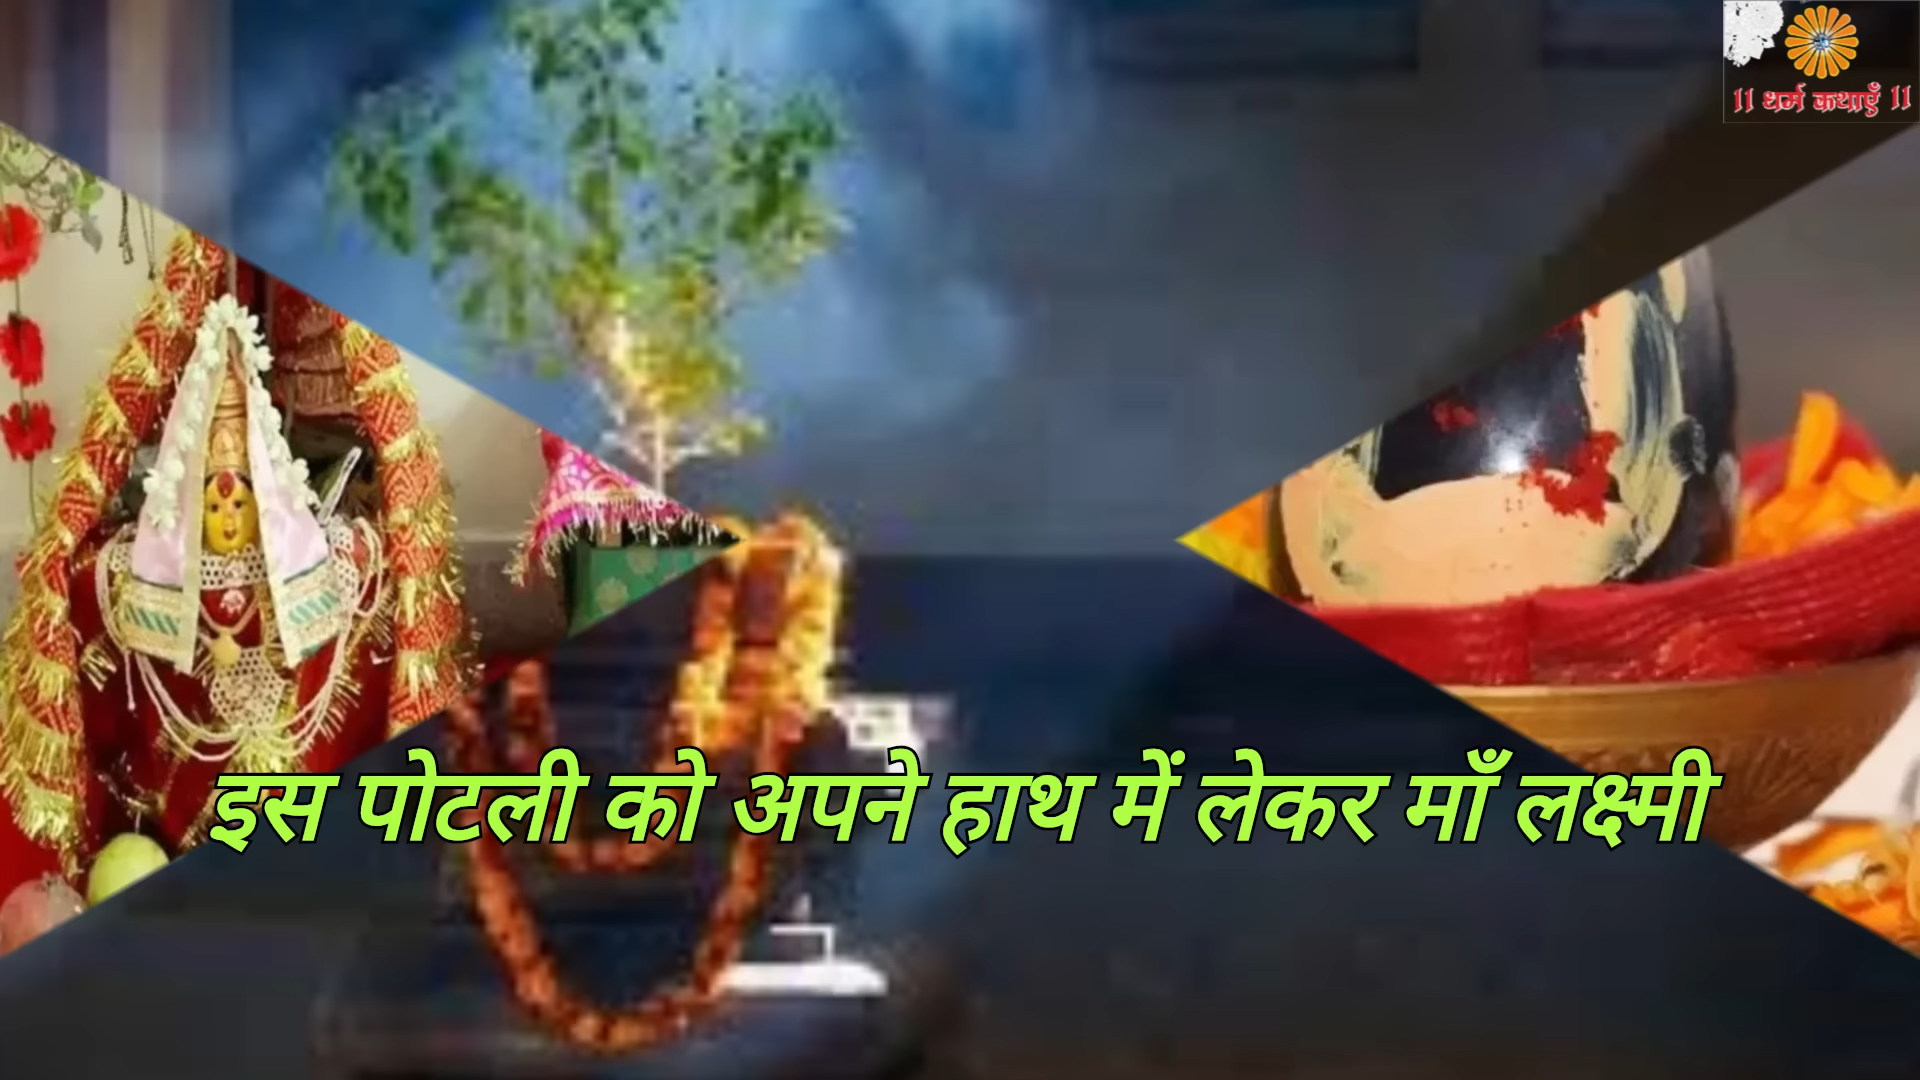 ॥ धर्म कथाएँ ॥
इस पोटली को अपने हाथ में लेकर माँ लक्ष्मी